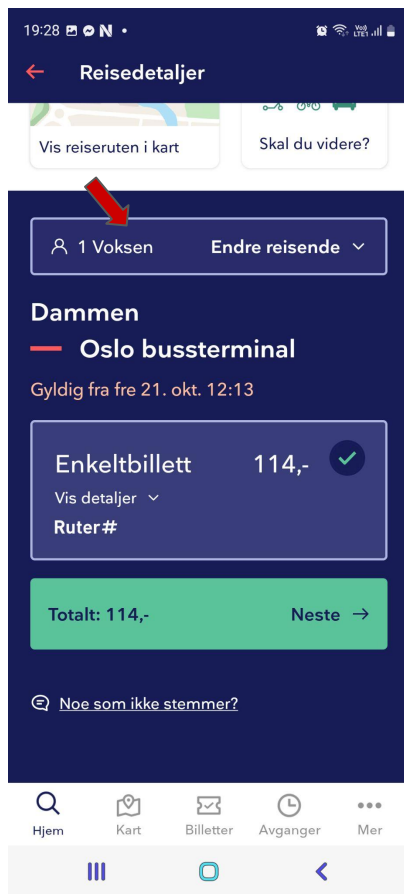 19:28
Reisedetaljer
Vis reiseruten i kart
Skal du videre?
1 Voksen Endre reisende
Dammen
— Oslo bussterminal
Gyldig fra fre 21. okt. 12:13
Enkeltbillett 114,-
Vis detaljer
Ruter#
Totalt: 114,- Neste →
Noe som ikke stemmer?
Hjem Kart Billetter Avganger Mer